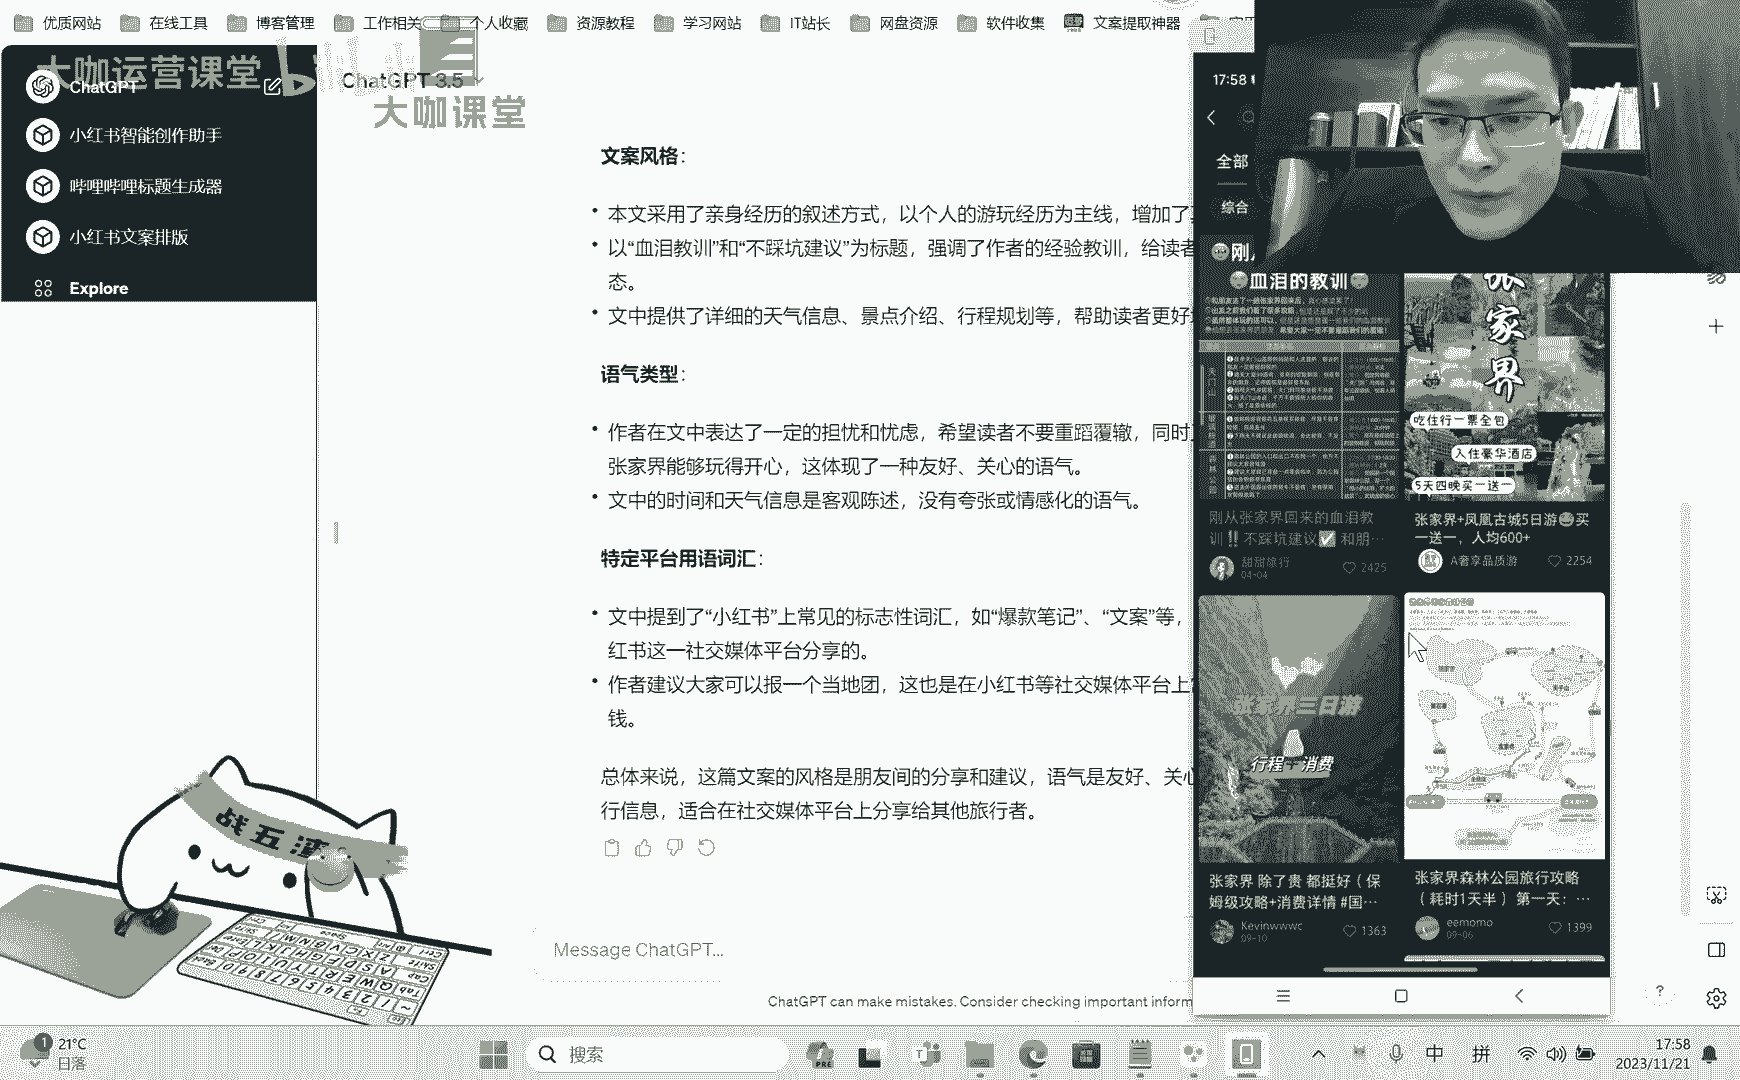 优质网站
在线工具
博客管理
工作相关
个人收藏
资源教程
学习网站
IT站长
网盘资源
软件收集
文案提取神器
大咖运营课堂
ChatGPT
小红书智能创作助手
哔哩哔哩标题生成器
小红书文案排版
Explore
ChatGPT 3.5
大咖课堂
文案风格：
本文采用了亲身经历的叙述方式，以个人的游玩经历为主线，增加了
以“血泪教训”和“不踩坑建议”为标题，强调了作者的经验教训，给读者
态。
文中提供了详细的天气信息、景点介绍、行程规划等，帮助读者更好
语气类型：
作者在文中表达了一定的担忧和忧虑，希望读者不要重蹈覆辙，同时
张家界能够玩得开心，这体现了一种友好、关心的语气。
文中的时间和天气信息是客观陈述，没有夸张或情感化的语气。
特定平台用语词汇：
文中提到了“小红书”上常见的标志性词汇，如“爆款笔记”、“文案”等，
红书这一社交媒体平台分享的。
作者建议大家可以报一个当地团，这也是在小红书等社交媒体平台上
钱。
总体来说，这篇文案的风格是朋友间的分享和建议，语气是友好、关心
行信息，适合在社交媒体平台上分享给其他旅行者。
Message ChatGPT...
ChatGPT can make mistakes. Consider checking important inform
战五渣
17:58
全部
综合
刚
血泪的教训
张家界
吃住行一票全包
入住豪华酒店
5天四晚买一送一
刚从张家界回来的血泪教
训‼️不踩坑建议✅ 和朋…
甜甜旅行
04-04
2425
张家界+凤凰古城5日游😄买
一送一，人均600+
A奢享品质游
2254
张家界三日游
行程 消费
张家界 除了贵 都挺好（保
姆级攻略+消费详情 #国…
Kevinwwwc
09-10
1363
张家界森林公园旅行攻略
（耗时1天半） 第一天：…
eemomo
09-06
1399
1
21°C
日落
搜索
中
拼
17:58
2023/11/21